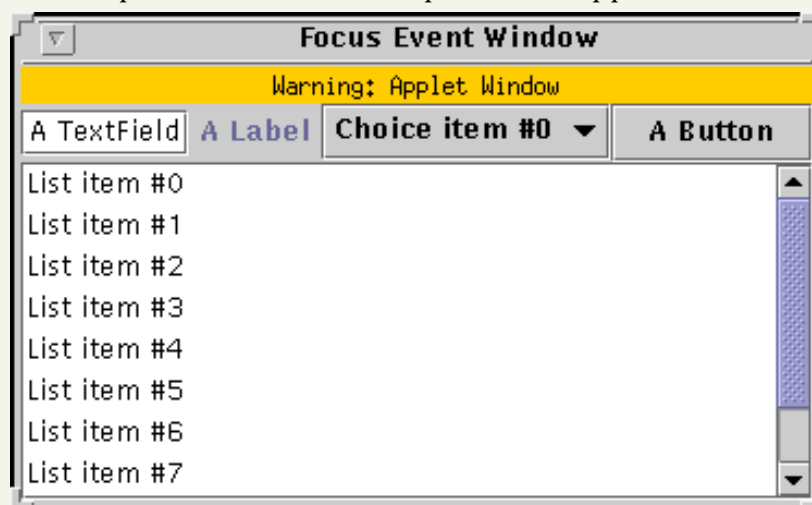 Focus Event Window
Warning: Applet Window
A TextField A Label Choice item #0 A Button
List item #0
List item #1
List item #2
List item #3
List item #4
List item #5
List item #6
List item #7